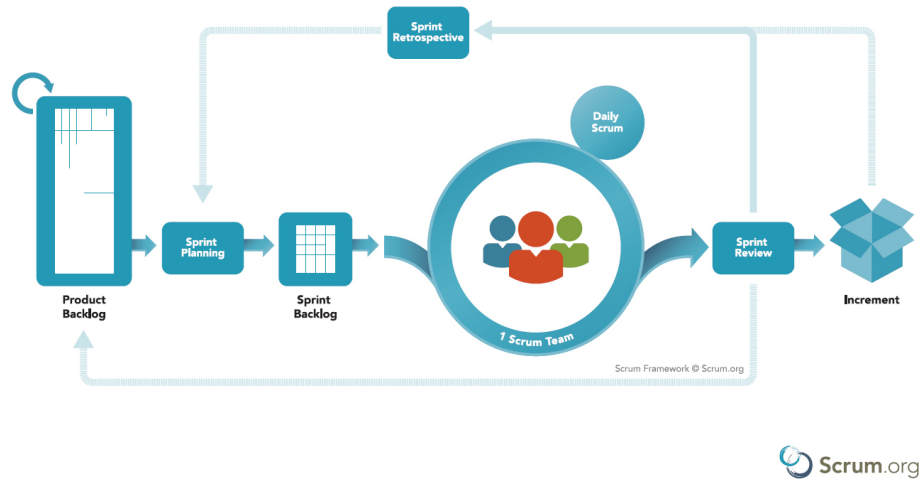 Sprint
Retrospective
Daily
Scrum
Sprint
Planning
Sprint
Review
Product
Backlog
Sprint
Backlog
Increment
1 Scrum Team
Scrum Framework © Scrum.org
Scrum.org